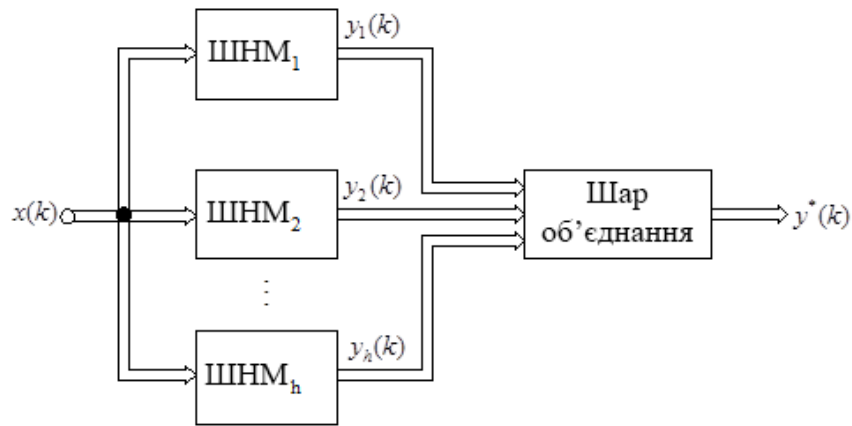 y₁(k)
ШНМ₁
y₂(k)
x(k)
ШНМ₂
Шар
об’єднання
y*(k)
⋮
yₕ(k)
ШНМₕ